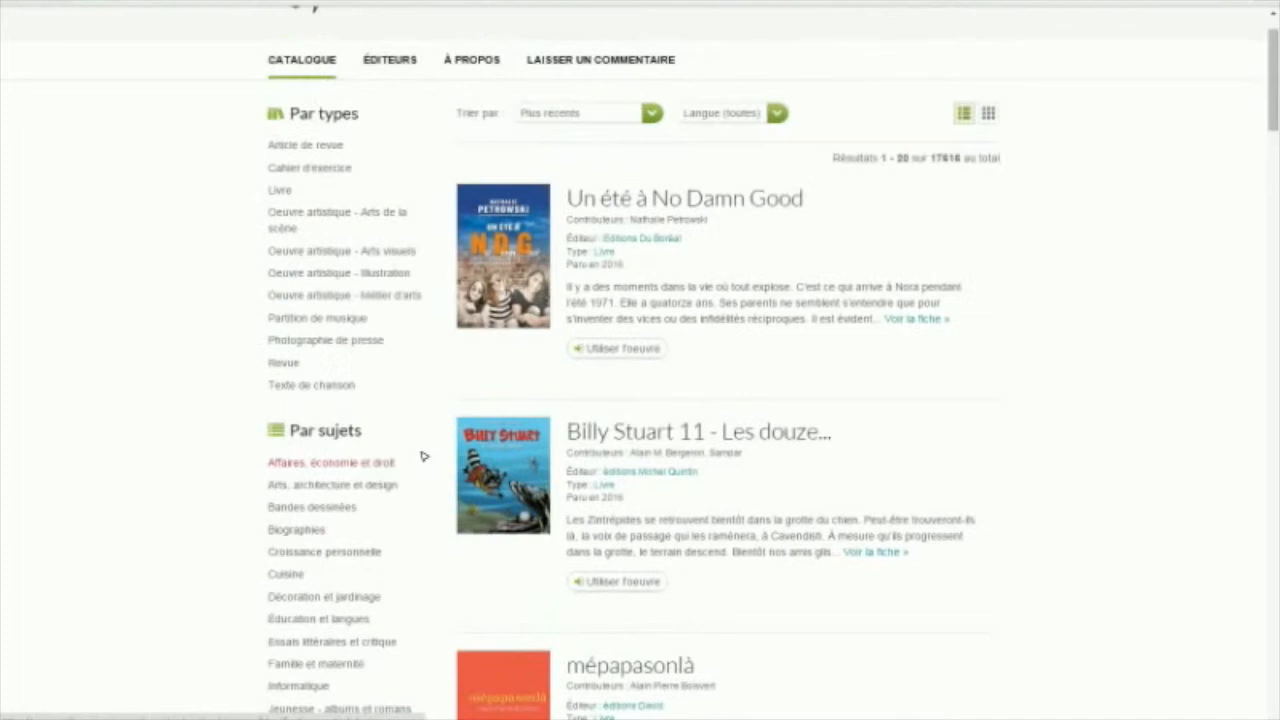 CATALOGUE ÉDITEURS À PROPOS LAISSER UN COMMENTAIRE
Par types
Article de revue
Cahier d'exercice
Livre
Oeuvre artistique - Arts de la
scène
Oeuvre artistique - Arts visuels
Oeuvre artistique - Illustration
Oeuvre artistique - Métier d'arts
Partition de musique
Photographie de presse
Revue
Texte de chanson
Par sujets
Affaires, économie et droit
Arts, architecture et design
Bandes dessinées
Biographies
Croissance personnelle
Cuisine
Décoration et jardinage
Éducation et langues
Essais littéraires et critique
Famille et maternité
Informatique
Jeunesse - albums et romans
Trier par Plus récents Langue (toutes)
Résultats 1 - 20 sur 17616 au total
NATHALIE
PETROWSKI
UN ÉTÉ À
N.D.G.
Un été à No Damn Good
Contributeurs : Nathalie Petrowski
Éditeur : Éditions Du Boréal
Type : Livre
Paru en 2016
Il y a des moments dans la vie où tout explose. C'est ce qui arrive à Nora pendant
l'été 1971. Elle a quatorze ans. Ses parents ne semblent s'entendre que pour
s'inventer des vices ou des infidélités réciproques. Il est évident... Voir la fiche »
Utiliser l'oeuvre
BILLY STUART
Billy Stuart 11 - Les douze...
Contributeurs : Alain M. Bergeron, Sampar
Éditeur : éditions Michel Quintin
Type : Livre
Paru en 2016
Les Zintrépides se retrouvent bientôt dans la grotte du chien. Peut-être trouveront-ils
là, la voix de passage qui les ramènera, à Cavendish. À mesure qu'ils progressent
dans la grotte, le terrain descend. Bientôt nos amis glis... Voir la fiche »
Utiliser l'oeuvre
mépapasonlà
mépapasonlà
Contributeurs : Alain Pierre Boisvert
Éditeur : éditions David
Type : Livre